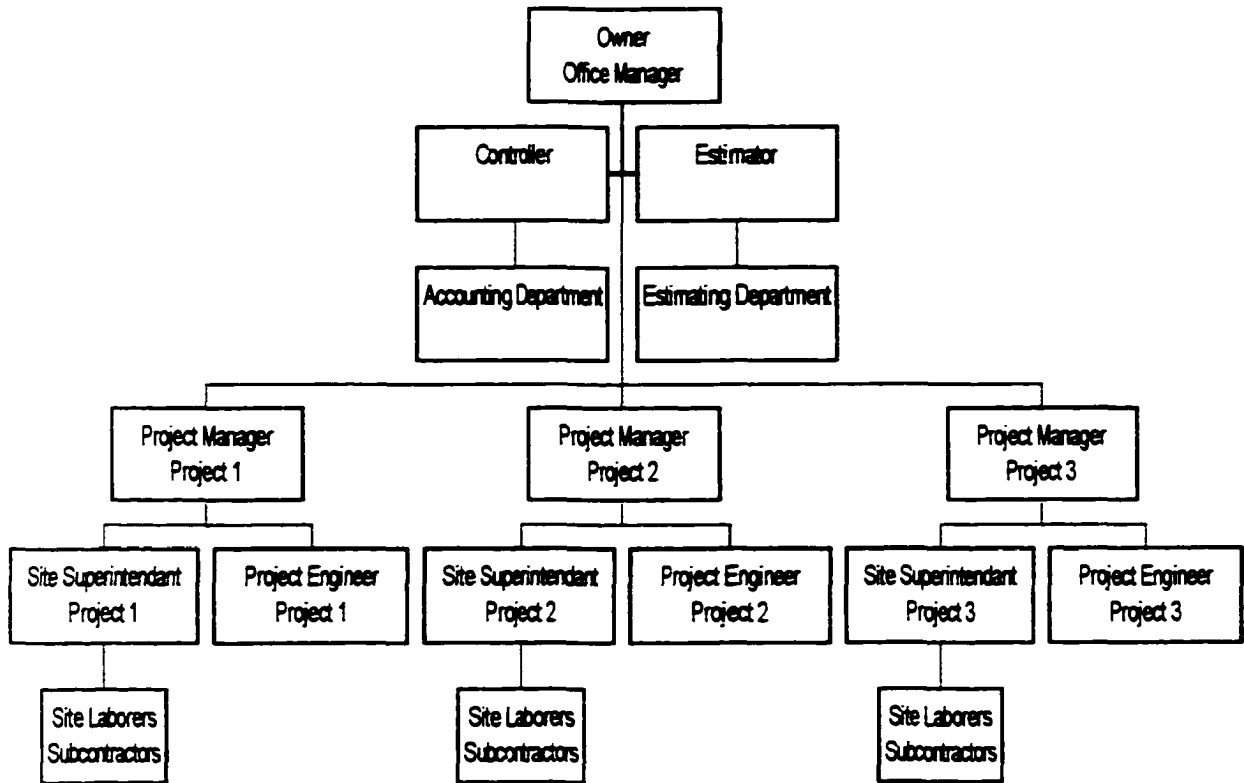 Owner
Office Manager
Controller
Estimator
Accounting Department
Estimating Department
Project Manager
Project 1
Project Manager
Project 2
Project Manager
Project 3
Site Superintendant
Project 1
Project Engineer
Project 1
Site Superintendant
Project 2
Project Engineer
Project 2
Site Superintendant
Project 3
Project Engineer
Project 3
Site Laborers
Subcontractors
Site Laborers
Subcontractors
Site Laborers
Subcontractors